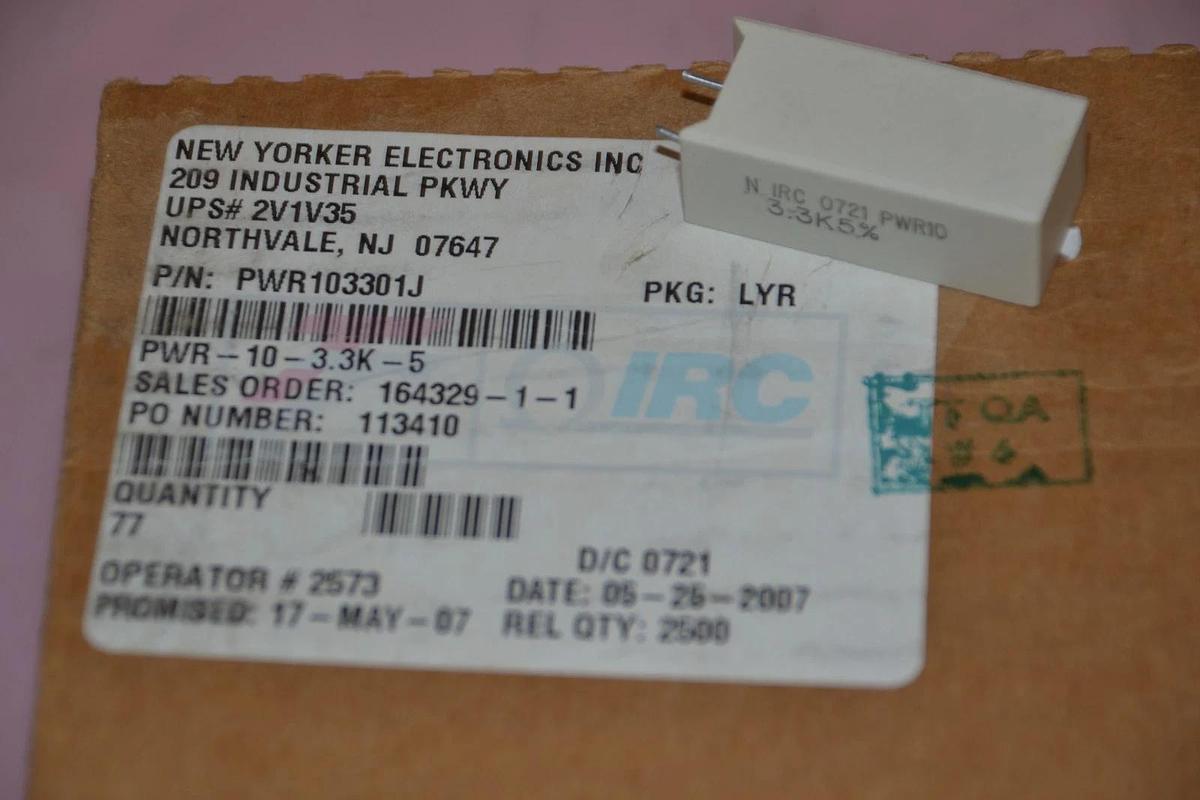 NEW YORKER ELECTRONICS INC
209 INDUSTRIAL PKWY
UPS# 2V1V35
NORTHVALE, NJ 07647
P/N: PWR103301J
PKG: LYR
PWR-10-3.3K-5
SALES ORDER: 164329-1-1
PO NUMBER: 113410
QUANTITY
77
D/C 0721
OPERATOR # 2573
DATE: 05-25-2007
PROMISED: 17-MAY-07
REL QTY: 2500
IRC
N IRC 0721 PWR10
3.3K5%
QA
# 4